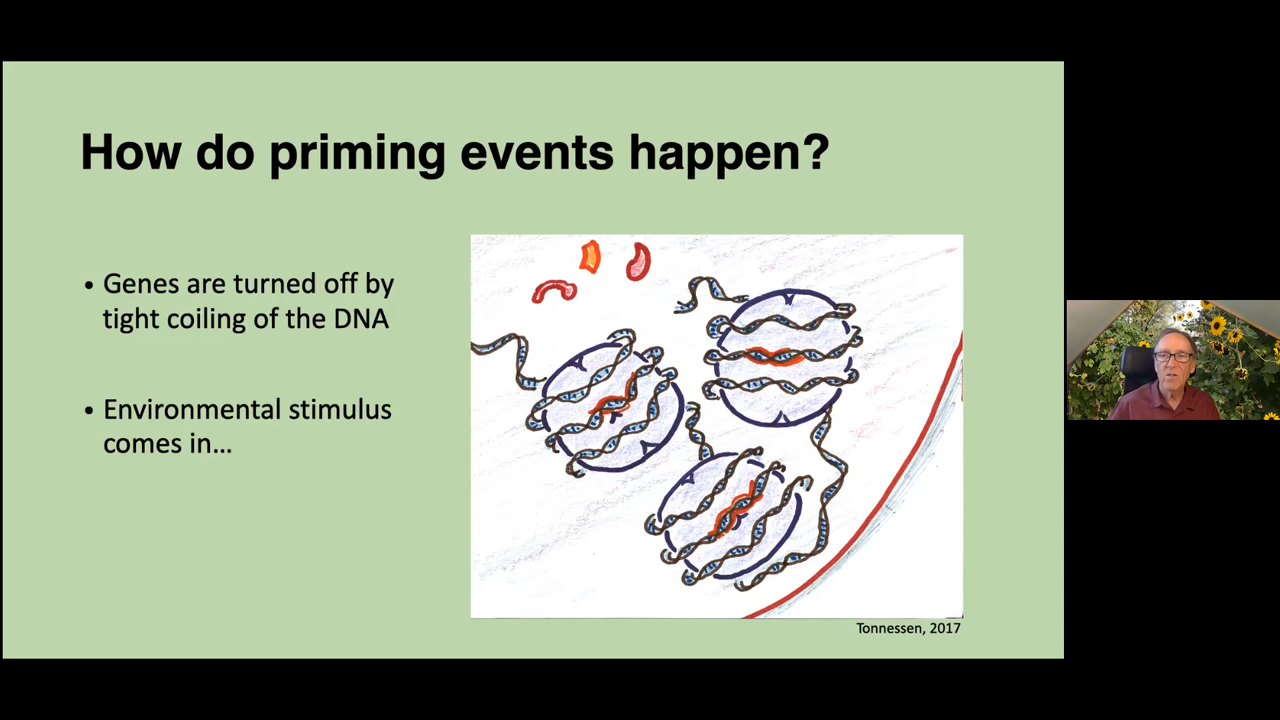 How do priming events happen?
• Genes are turned off by
tight coiling of the DNA
• Environmental stimulus
comes in...
Tonnessen, 2017